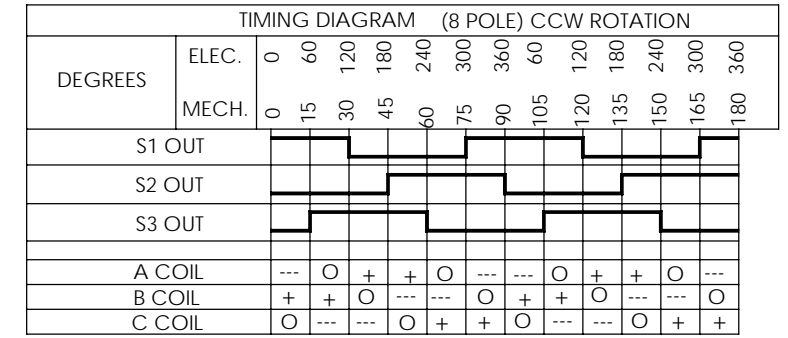 TIMING DIAGRAM (8 POLE) CCW ROTATION
DEGREES
ELEC. 0 60 120 180 240 300 360 60 120 180 240 300 360
MECH. 0 15 30 45 60 75 90 105 120 135 150 165 180
S1 OUT
S2 OUT
S3 OUT
A COIL --- O + + O --- --- O + + O ---
B COIL + + O --- --- O + + O --- --- O
C COIL O --- --- O + + O --- --- O + +